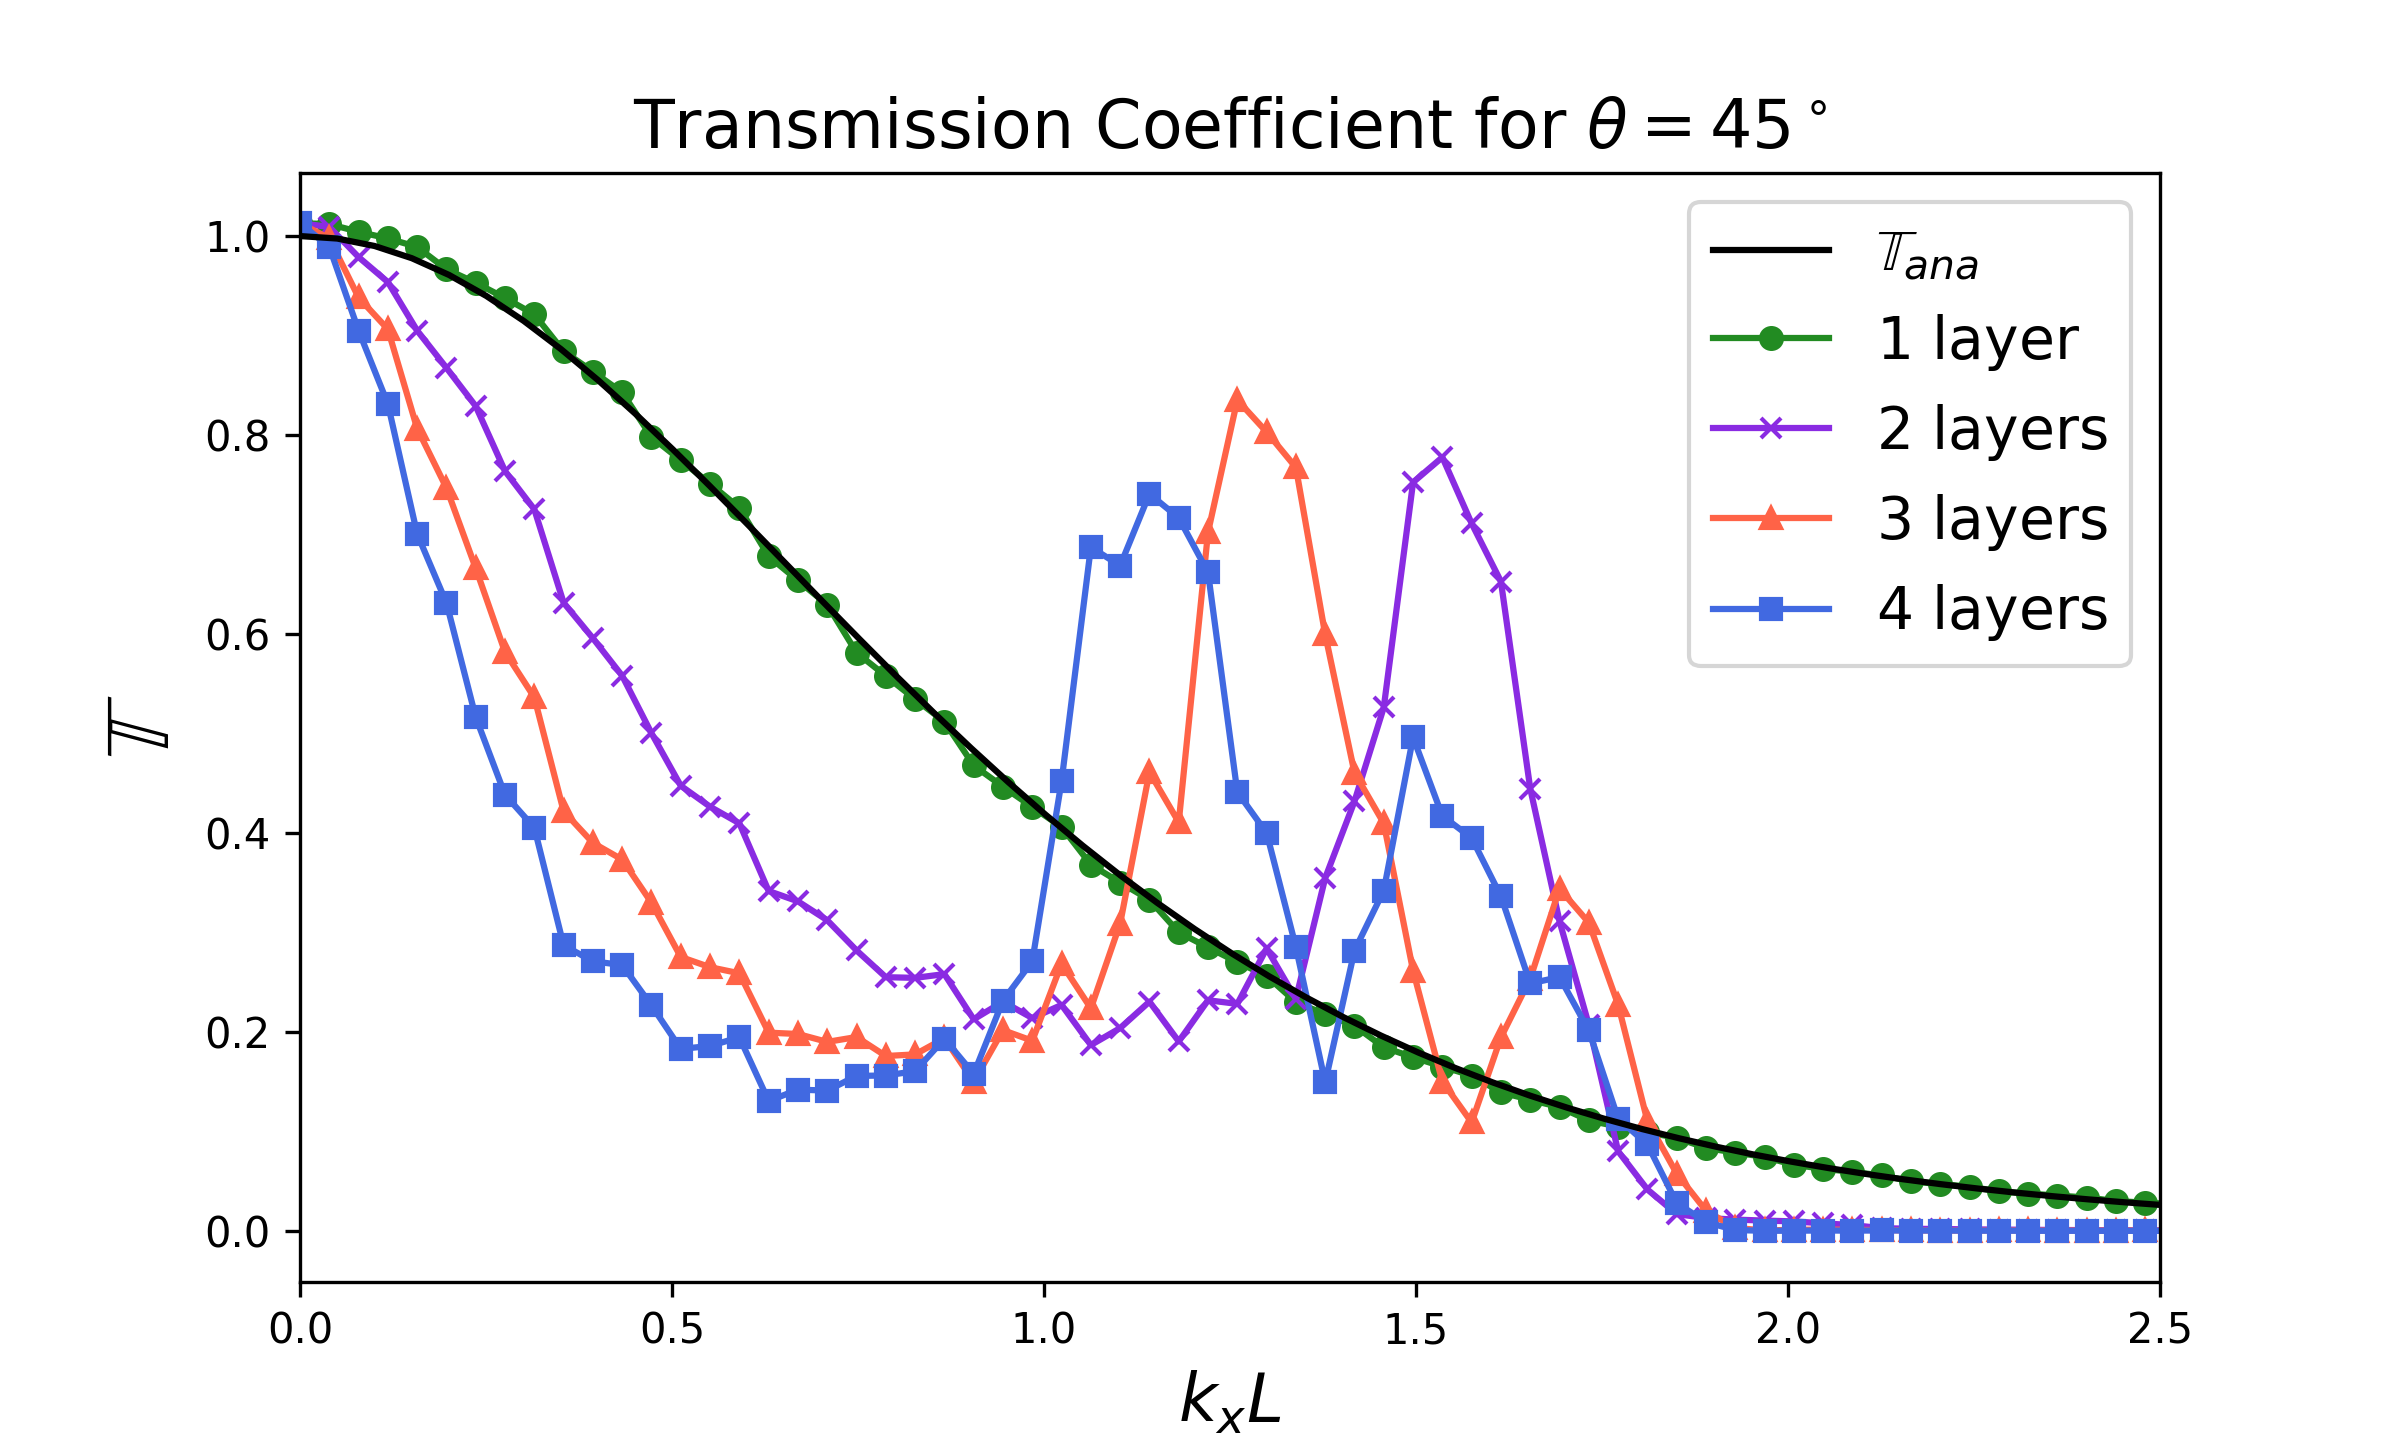 Transmission Coefficient for θ = 45°
1.0
0.8
0.6
0.4
0.2
0.0
𝕋
𝕋ana
1 layer
2 layers
3 layers
4 layers
0.0 0.5 1.0 1.5 2.0 2.5
kxL